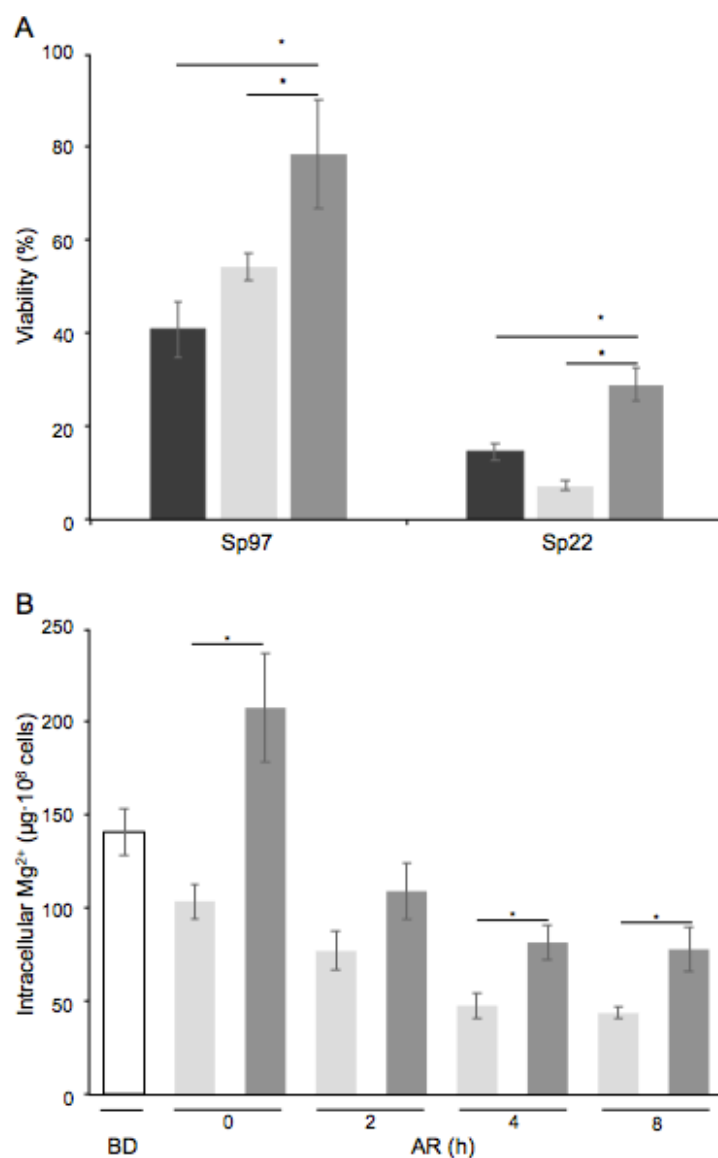 A
100
80
60
40
20
0
Viability (%)
*
*
*
*
Sp97
Sp22
B
250
200
150
100
50
0
Intracellular Mg²⁺ (µg·10⁸ cells)
*
*
*
0
2
4
8
BD
AR (h)